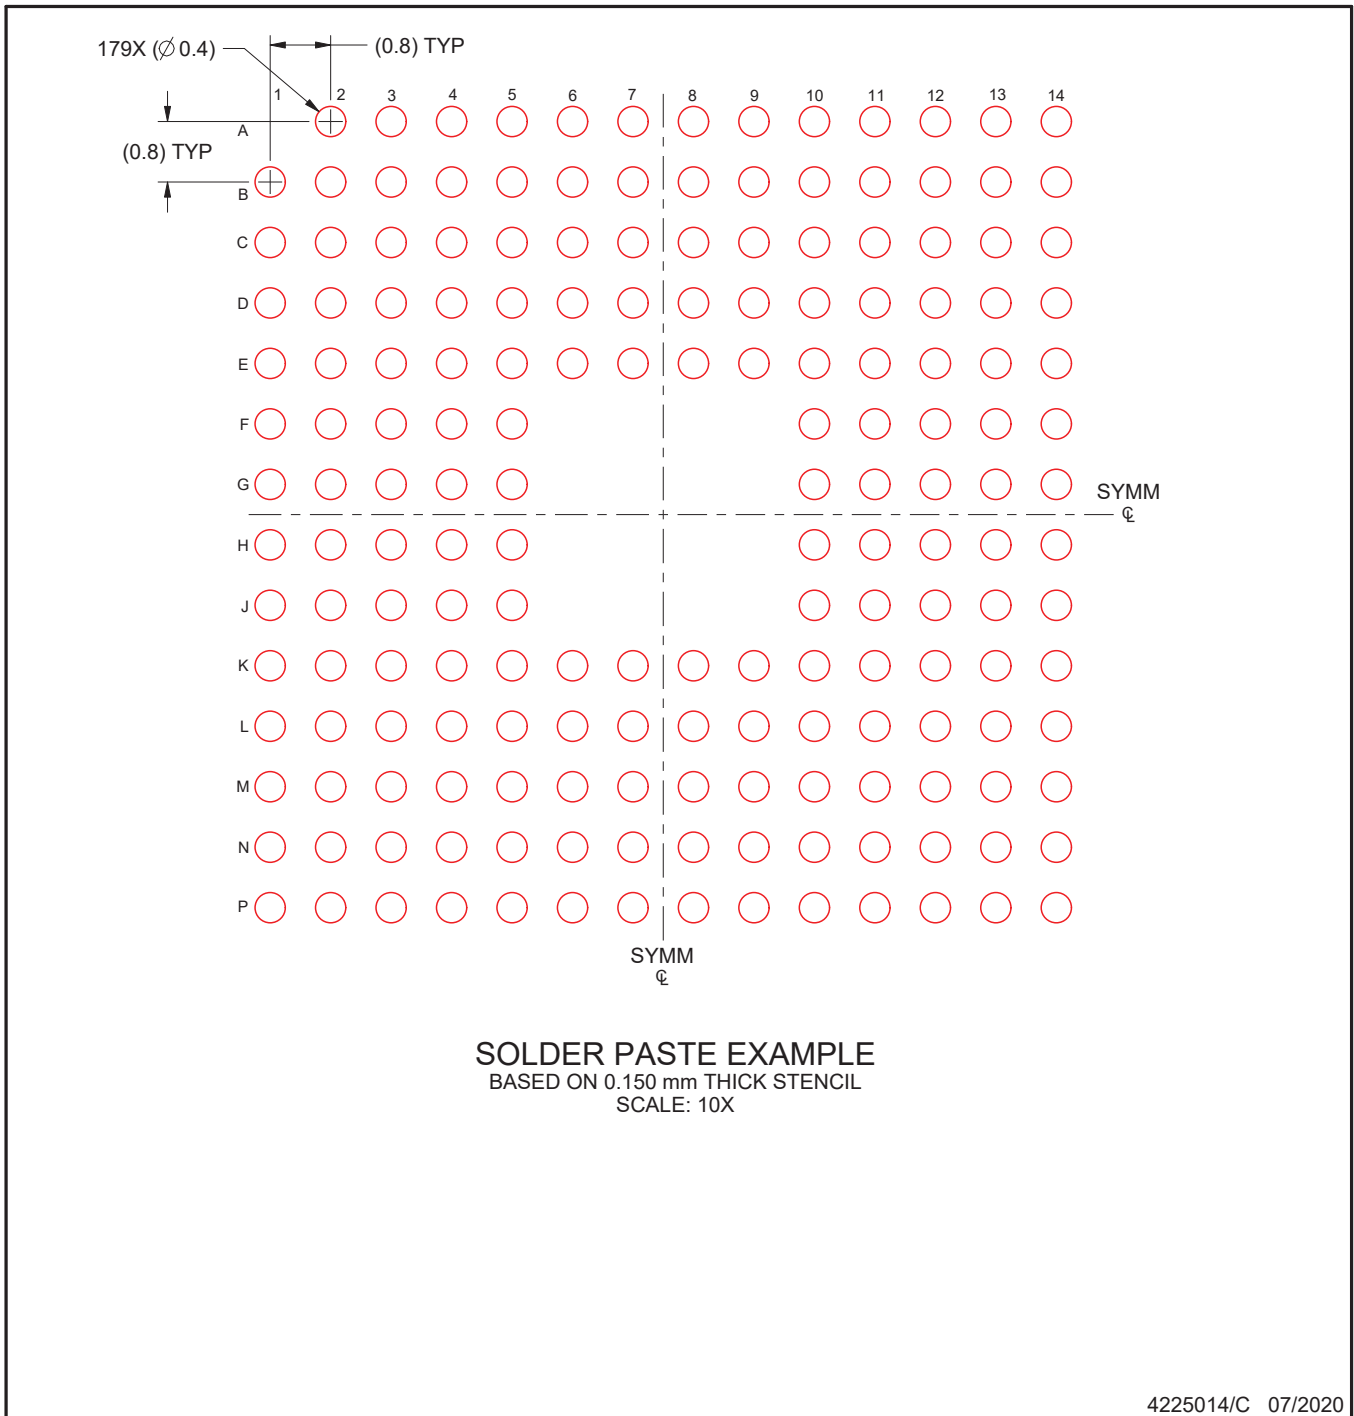 179X (∅ 0.4)
(0.8) TYP
1 2 3 4 5 6 7 8 9 10 11 12 13 14
A
(0.8) TYP
B
C
D
E
F
G
SYMM
℄
H
J
K
L
M
N
P
SYMM
℄
SOLDER PASTE EXAMPLE
BASED ON 0.150 mm THICK STENCIL
SCALE: 10X
4225014/C 07/2020